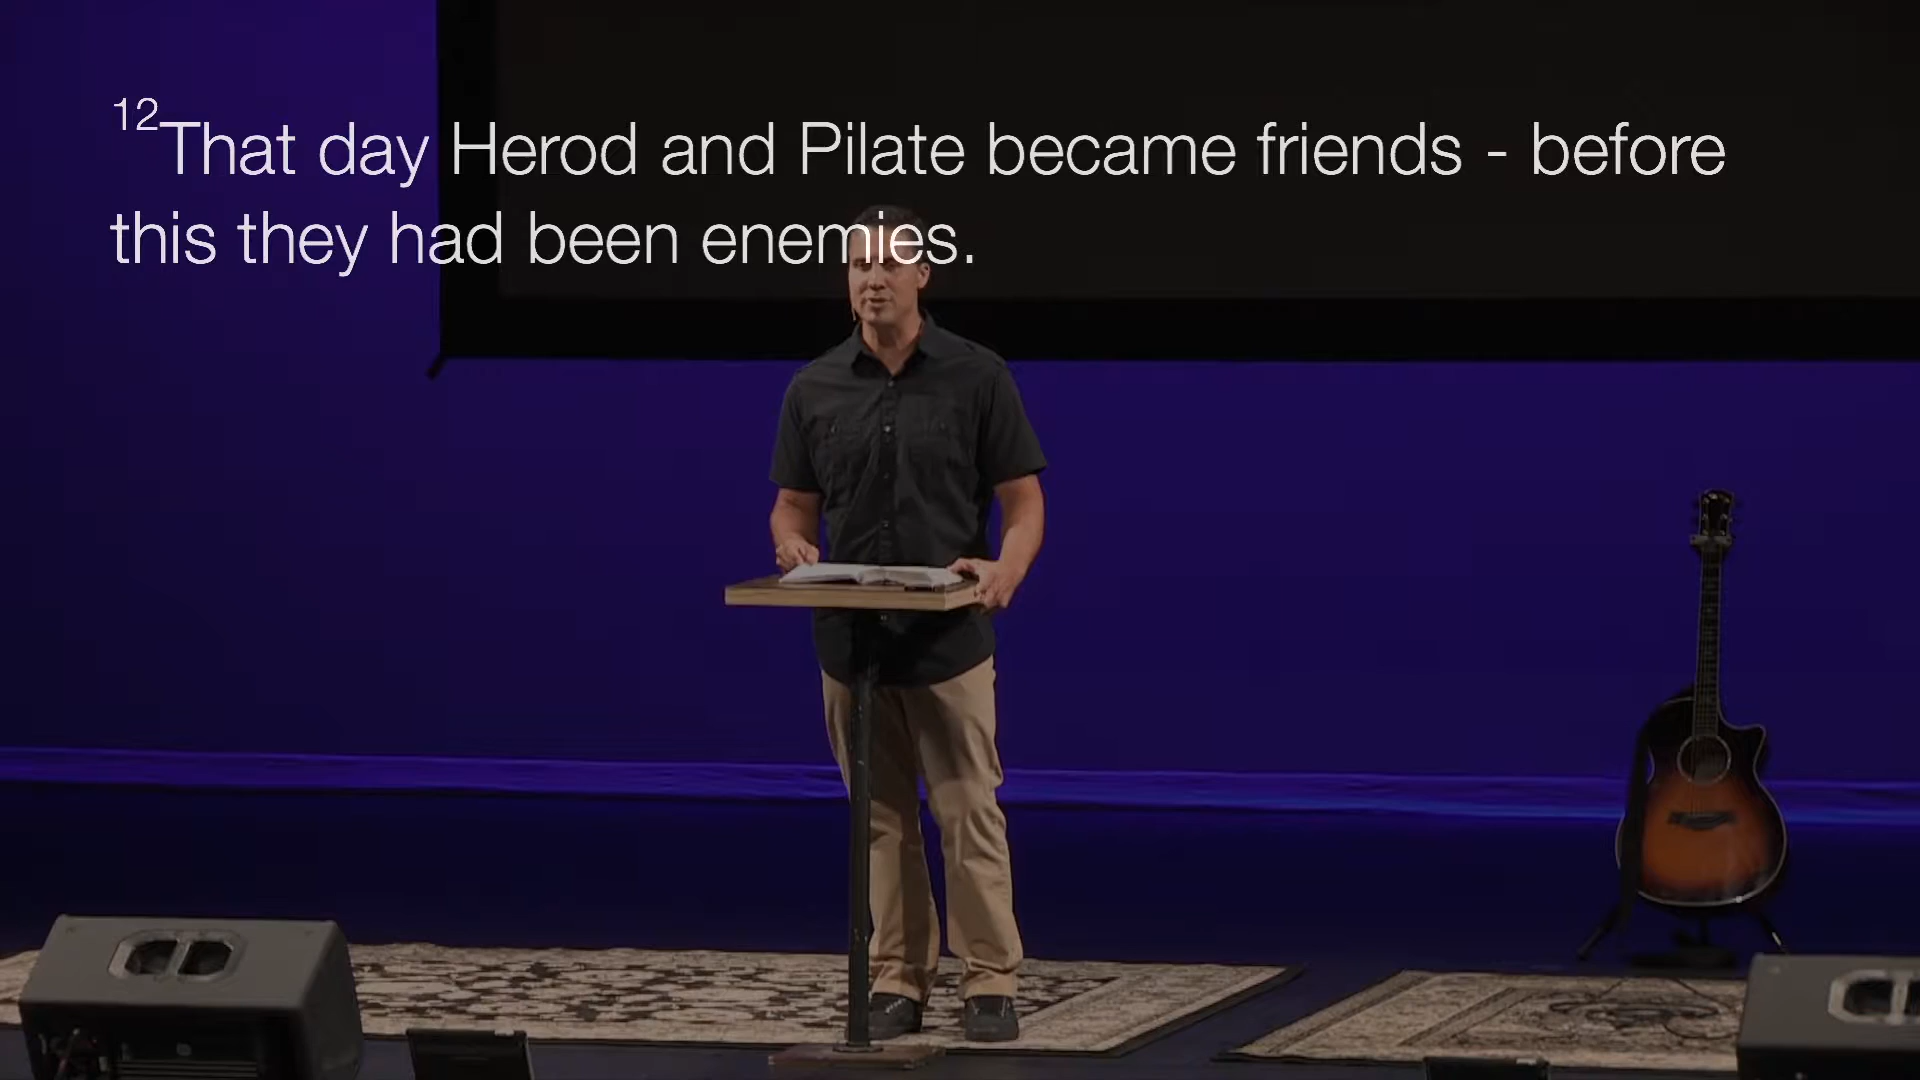 12That day Herod and Pilate became friends - before
this they had been enemies.